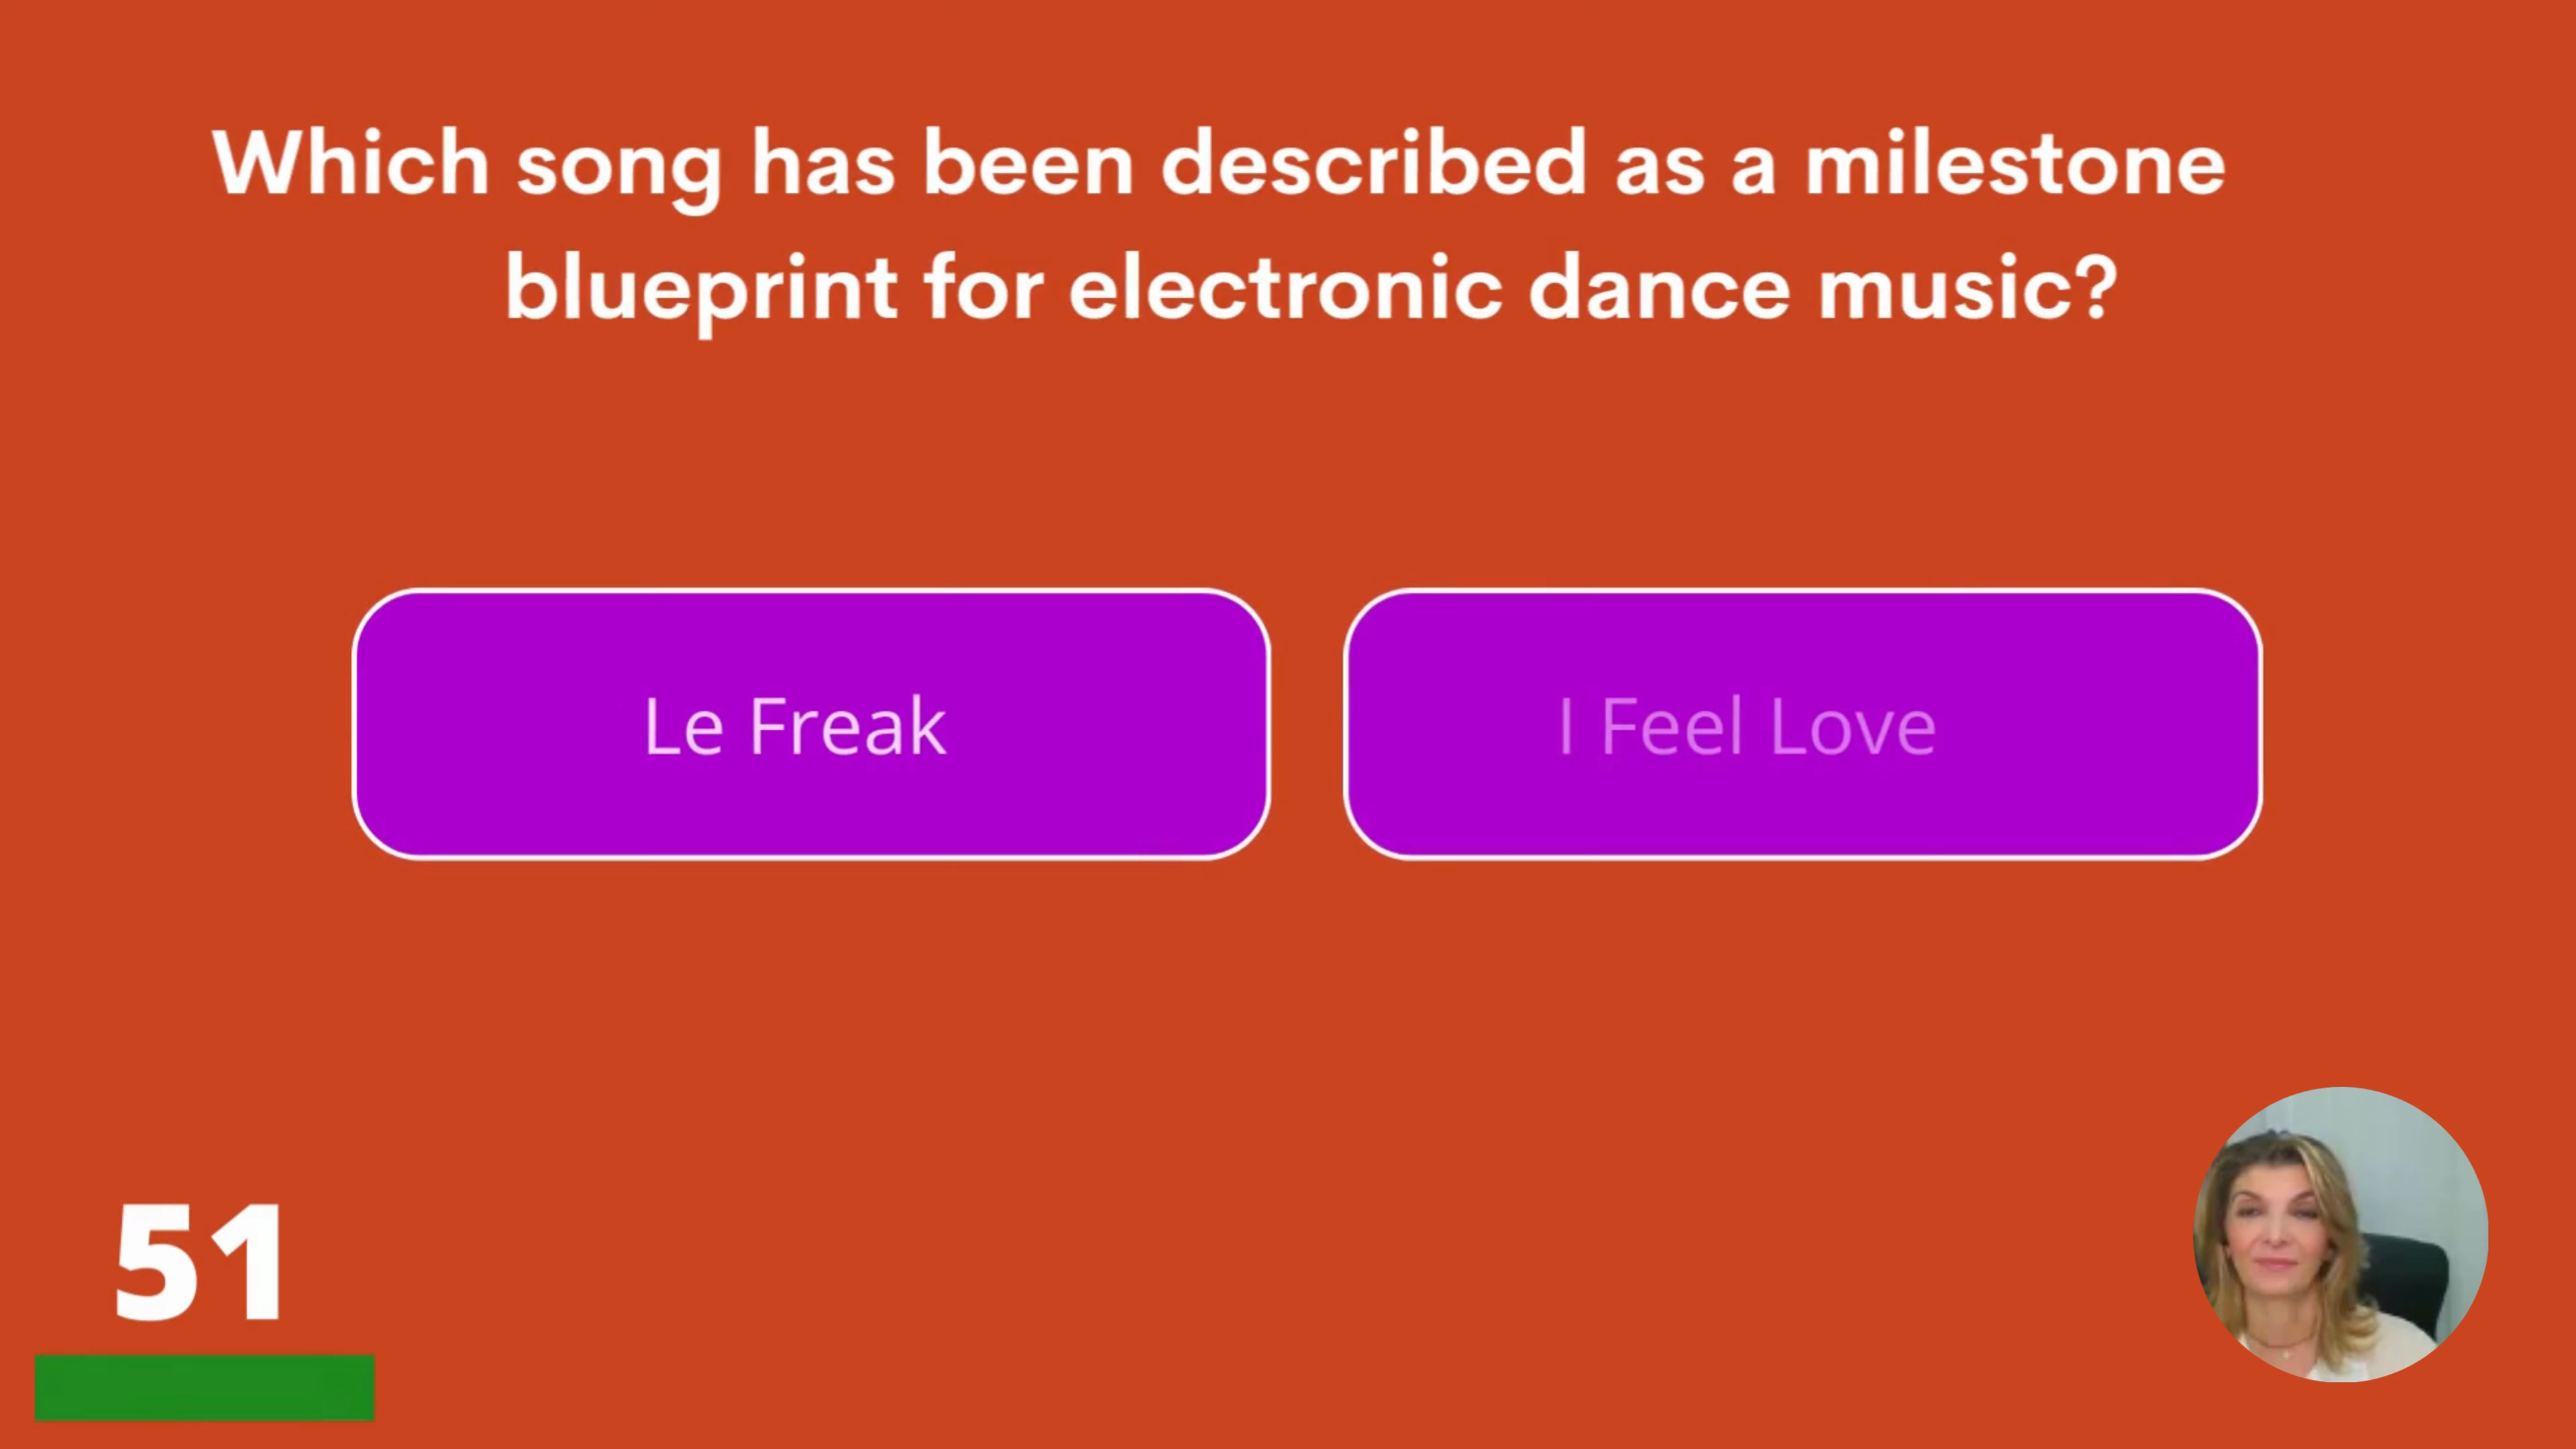 Which song has been described as a milestone
blueprint for electronic dance music?
Le Freak
I Feel Love
51